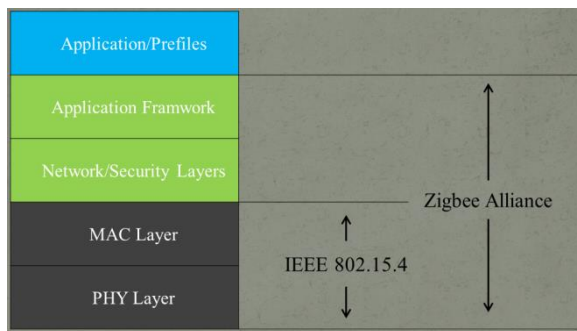 Application/Prefiles
Application Framwork
Network/Security Layers
Zigbee Alliance
MAC Layer
IEEE 802.15.4
PHY Layer